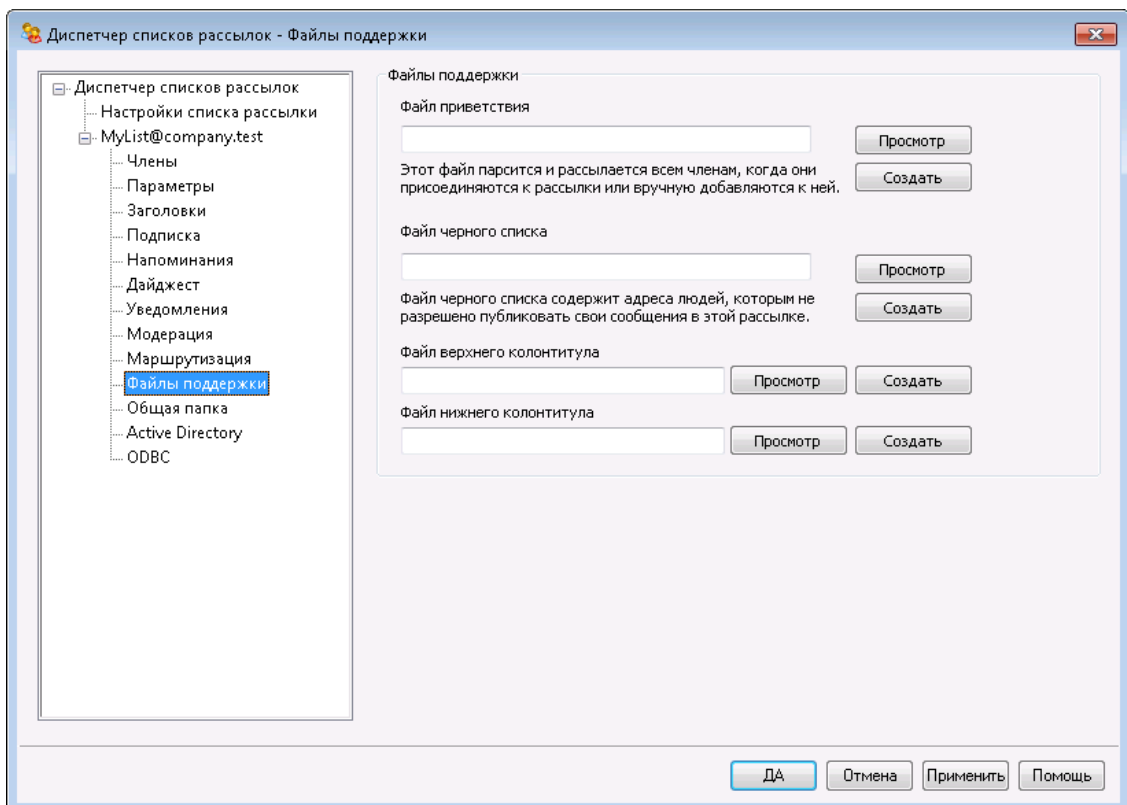 Диспетчер списков рассылок - Файлы поддержки
Диспетчер списков рассылок
Настройки списка рассылки
MyList@company.test
Члены
Параметры
Заголовки
Подписка
Напоминания
Дайджест
Уведомления
Модерация
Маршрутизация
Файлы поддержки
Общая папка
Active Directory
ODBC
Файлы поддержки
Файл приветствия
Просмотр
Этот файл парсится и рассылается всем членам, когда они
присоединяются к рассылки или вручную добавляются к ней.
Создать
Файл черного списка
Просмотр
Файл черного списка содержит адреса людей, которым не
разрешено публиковать свои сообщения в этой рассылке.
Создать
Файл верхнего колонтитула
Просмотр Создать
Файл нижнего колонтитула
Просмотр Создать
ДА Отмена Применить Помощь